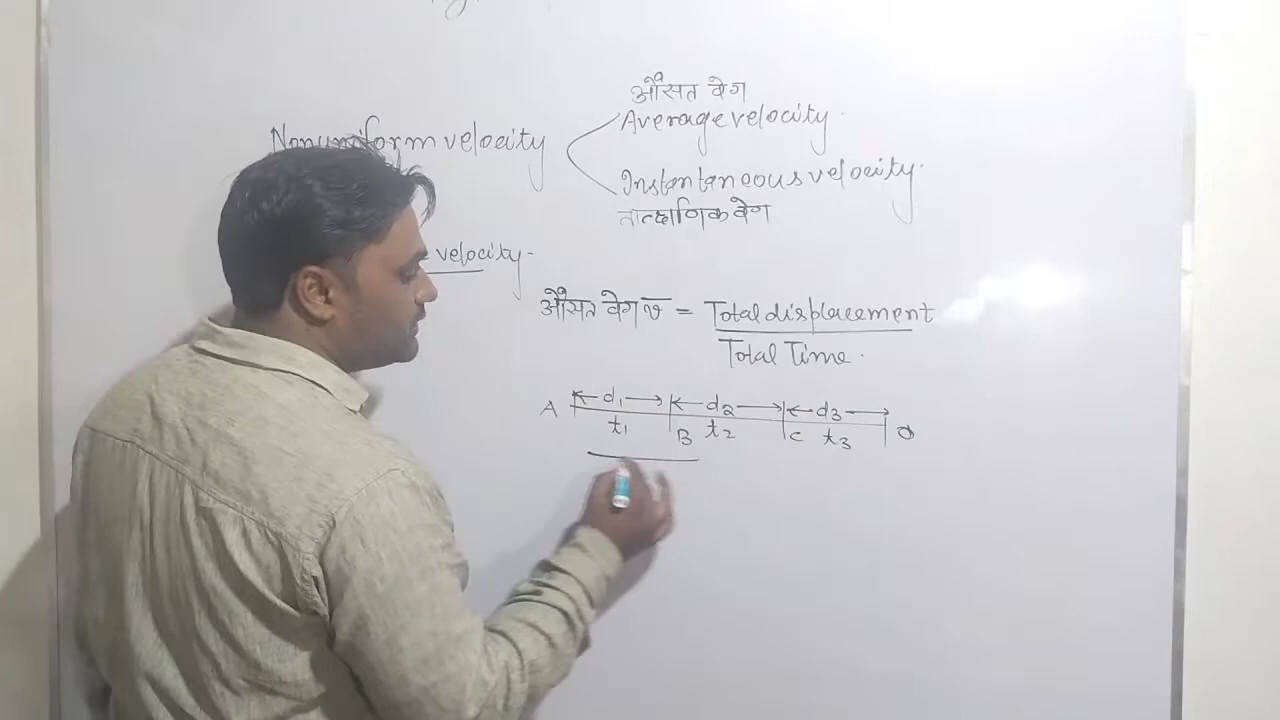 Nonuniform velocity
औसत वेग
Average velocity.
Instantaneous velocity.
तात्क्षणिक वेग
velocity-
औसत वेग v̅ = Total displacement
Total Time.
A d1 d2 d3
t1 B t2 C t3 D